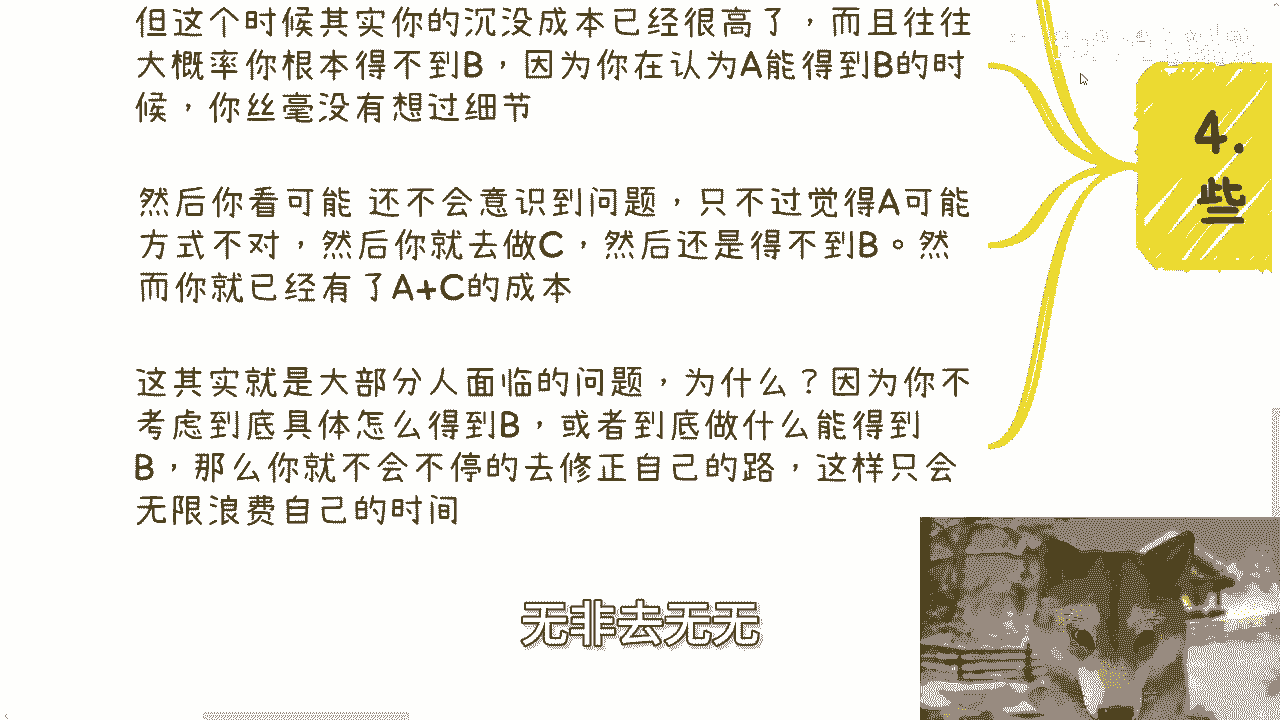 但这个时候其实你的沉没成本已经很高了，而且往往
大概率你根本得不到B，因为你在认为A能得到B的时
候，你丝毫没有想过细节
然后你看可能 还不会意识到问题，只不过觉得A可能
方式不对，然后你就去做C，然后还是得不到B。然
而你就已经有了A+C的成本
这其实就是大部分人面临的问题，为什么？因为你不
考虑到底具体怎么得到B，或者到底做什么能得到
B，那么你就不会不停的去修正自己的路，这样只会
无限浪费自己的时间
4.
些
无非去无无